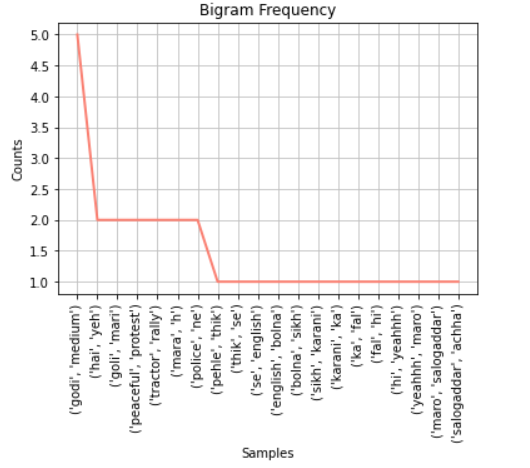 Bigram Frequency
5.0
4.5
4.0
3.5
3.0
2.5
2.0
1.5
1.0
Counts
('godi', 'medium')
('hai', 'yeh')
('goli', 'mari')
('peaceful', 'protest')
('tractor', 'rally')
('mara', 'h')
('police', 'ne')
('pehle', 'thik')
('thik', 'se')
('se', 'english')
('english', 'bolna')
('bolna', 'sikh')
('sikh', 'karani')
('karani', 'ka')
('ka', 'fal')
('fal', 'hi')
('hi', 'yeahhh')
('yeahhh', 'maro')
('maro', 'salogaddar')
('salogaddar', 'achha')
Samples